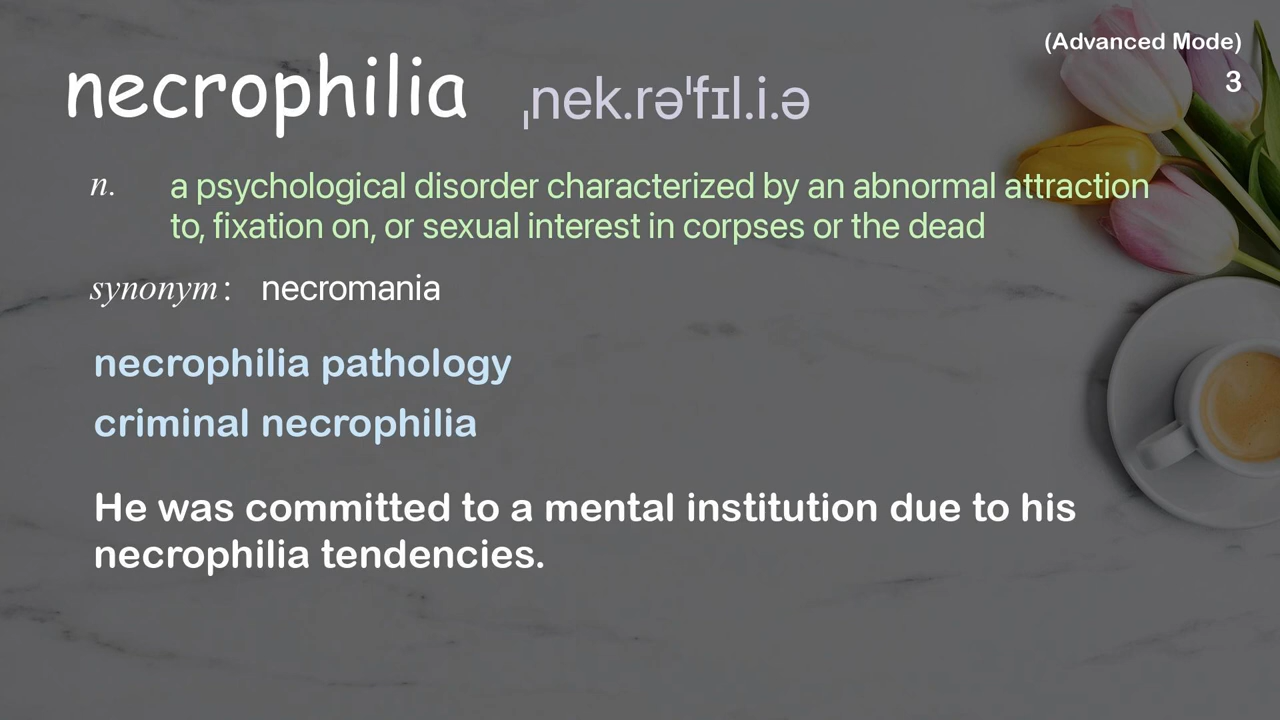 (Advanced Mode)
3
necrophilia ˌnek.rəˈfɪl.i.ə
n. a psychological disorder characterized by an abnormal attraction
to, fixation on, or sexual interest in corpses or the dead
synonym: necromania
necrophilia pathology
criminal necrophilia
He was committed to a mental institution due to his
necrophilia tendencies.